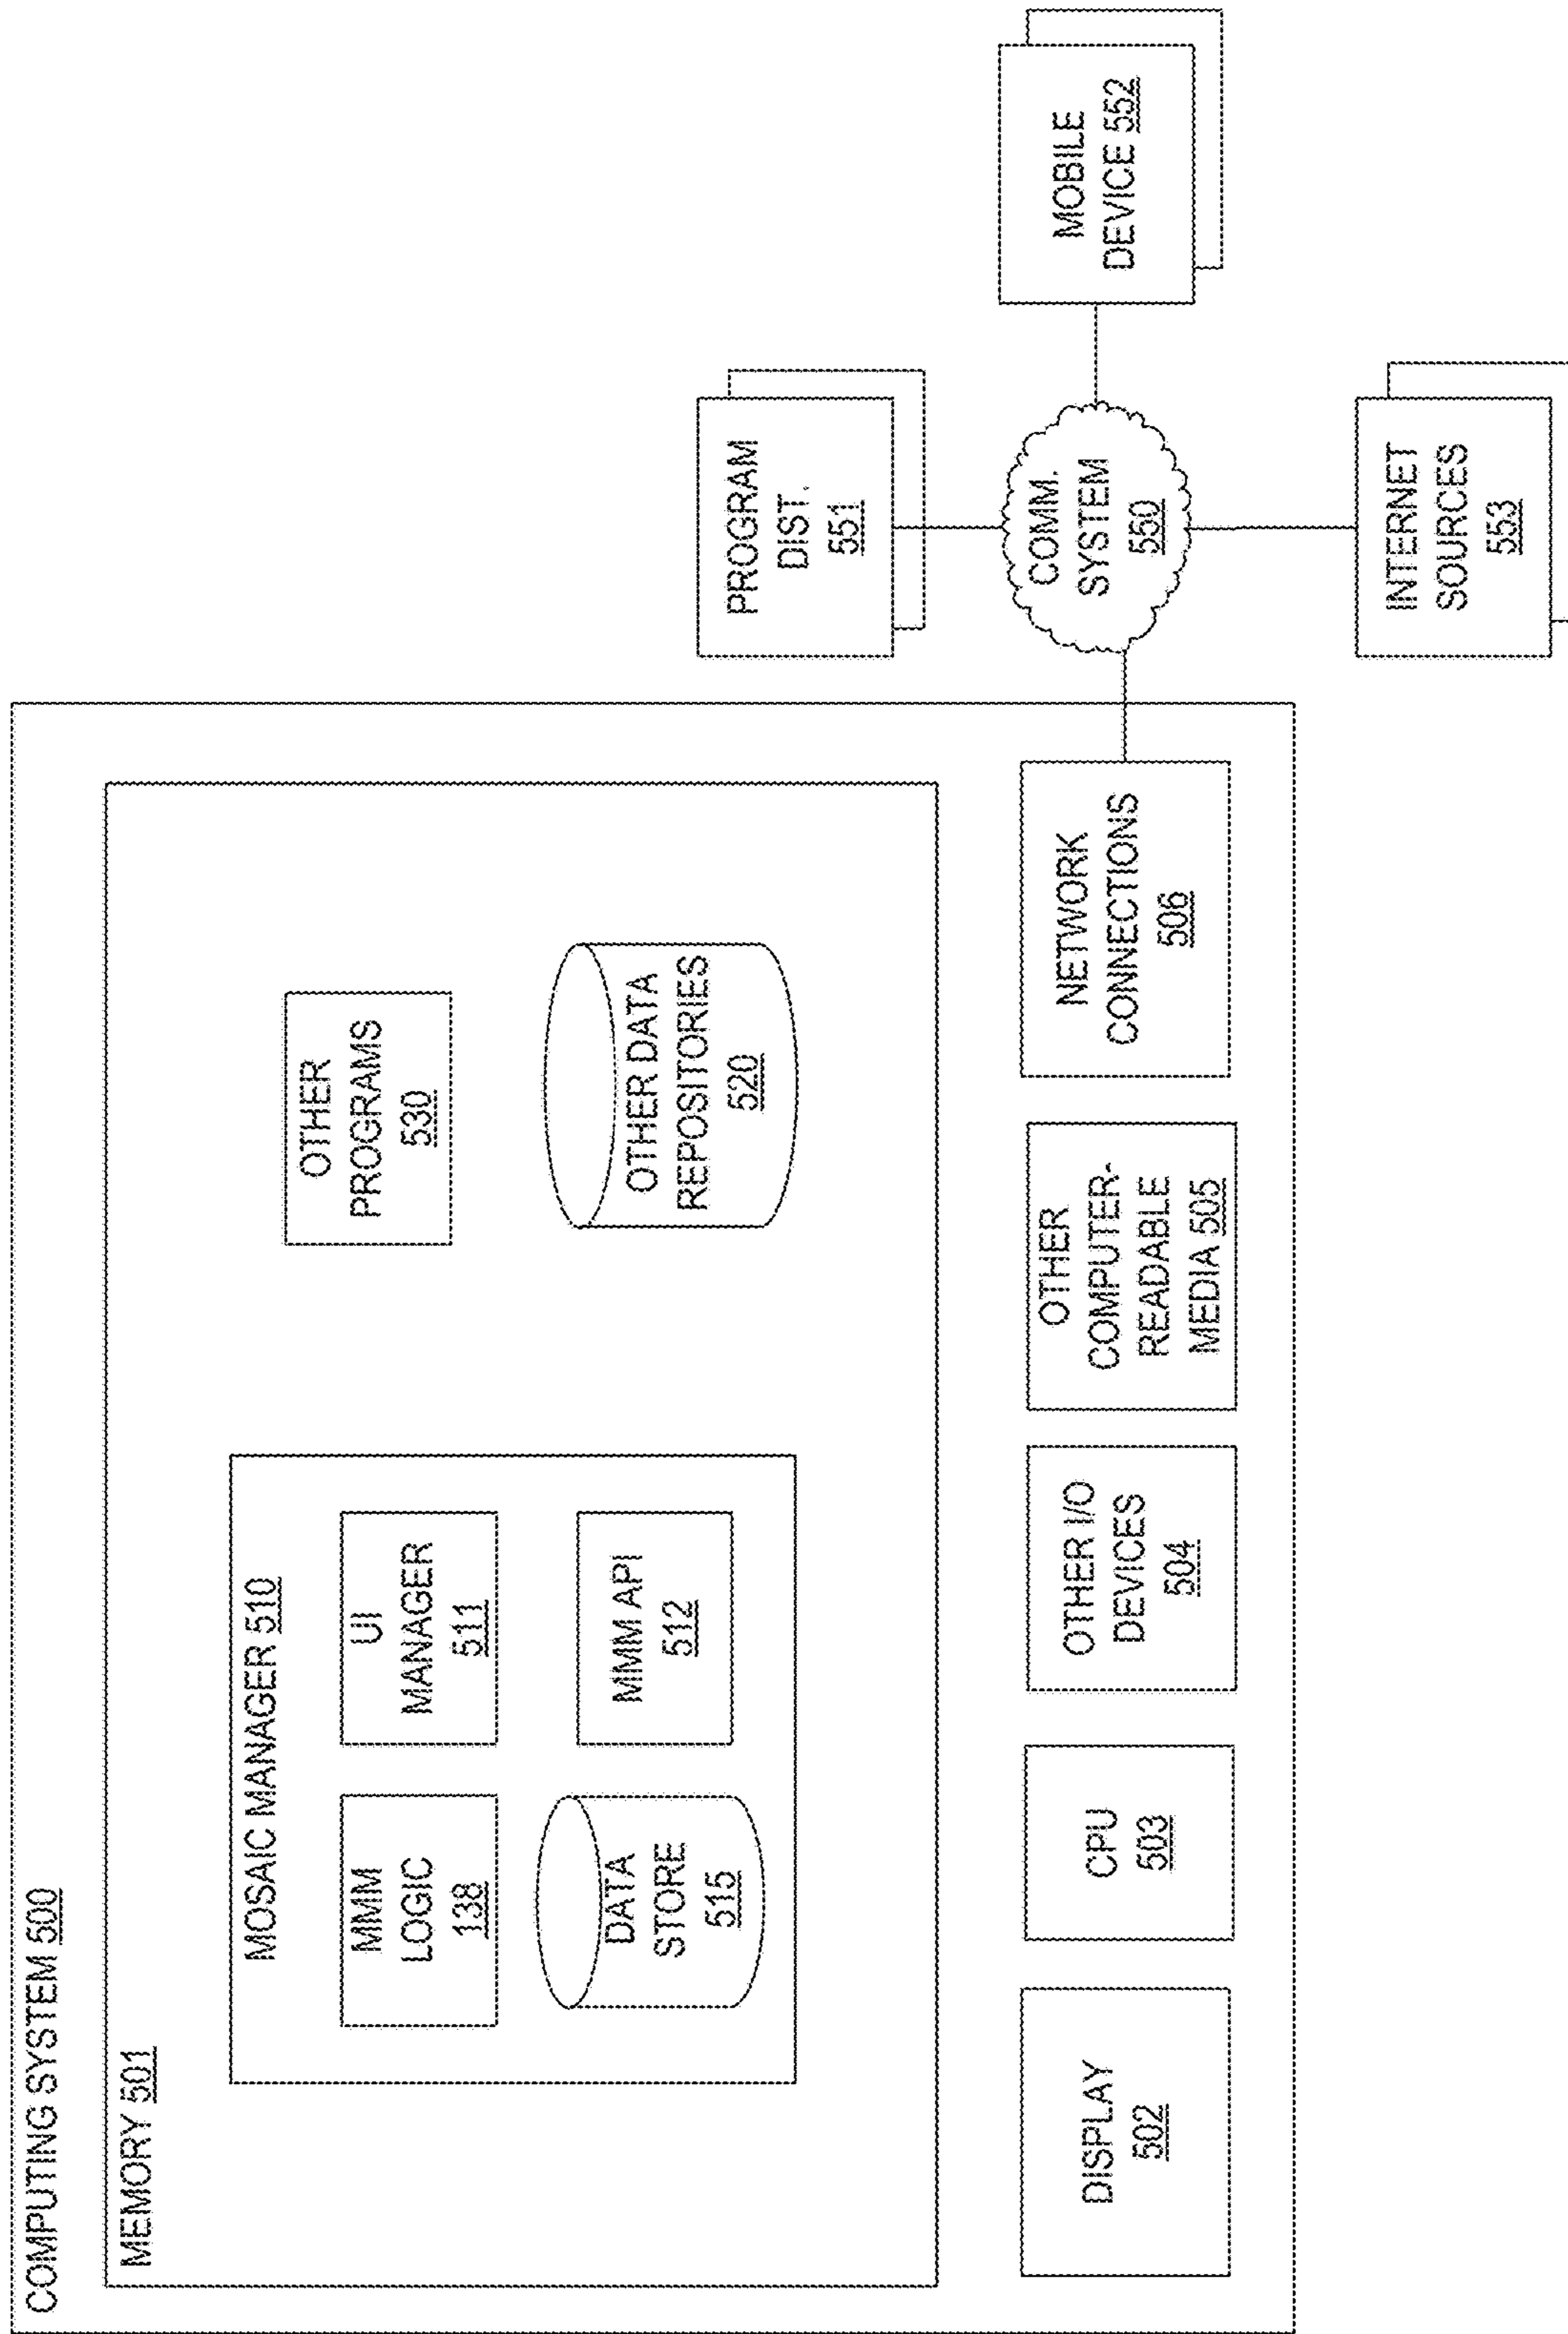 COMPUTING SYSTEM 500
MEMORY 501
MOSAIC MANAGER 510
MMM
LOGIC
138
UI
MANAGER
511
DATA
STORE
515
MMM API
512
OTHER
PROGRAMS
530
OTHER DATA
REPOSITORIES
520
DISPLAY
502
CPU
503
OTHER I/O
DEVICES
504
OTHER
COMPUTER-
READABLE
MEDIA 505
NETWORK
CONNECTIONS
506
PROGRAM
DIST.
551
COMM.
SYSTEM
550
MOBILE
DEVICE 552
INTERNET
SOURCES
553